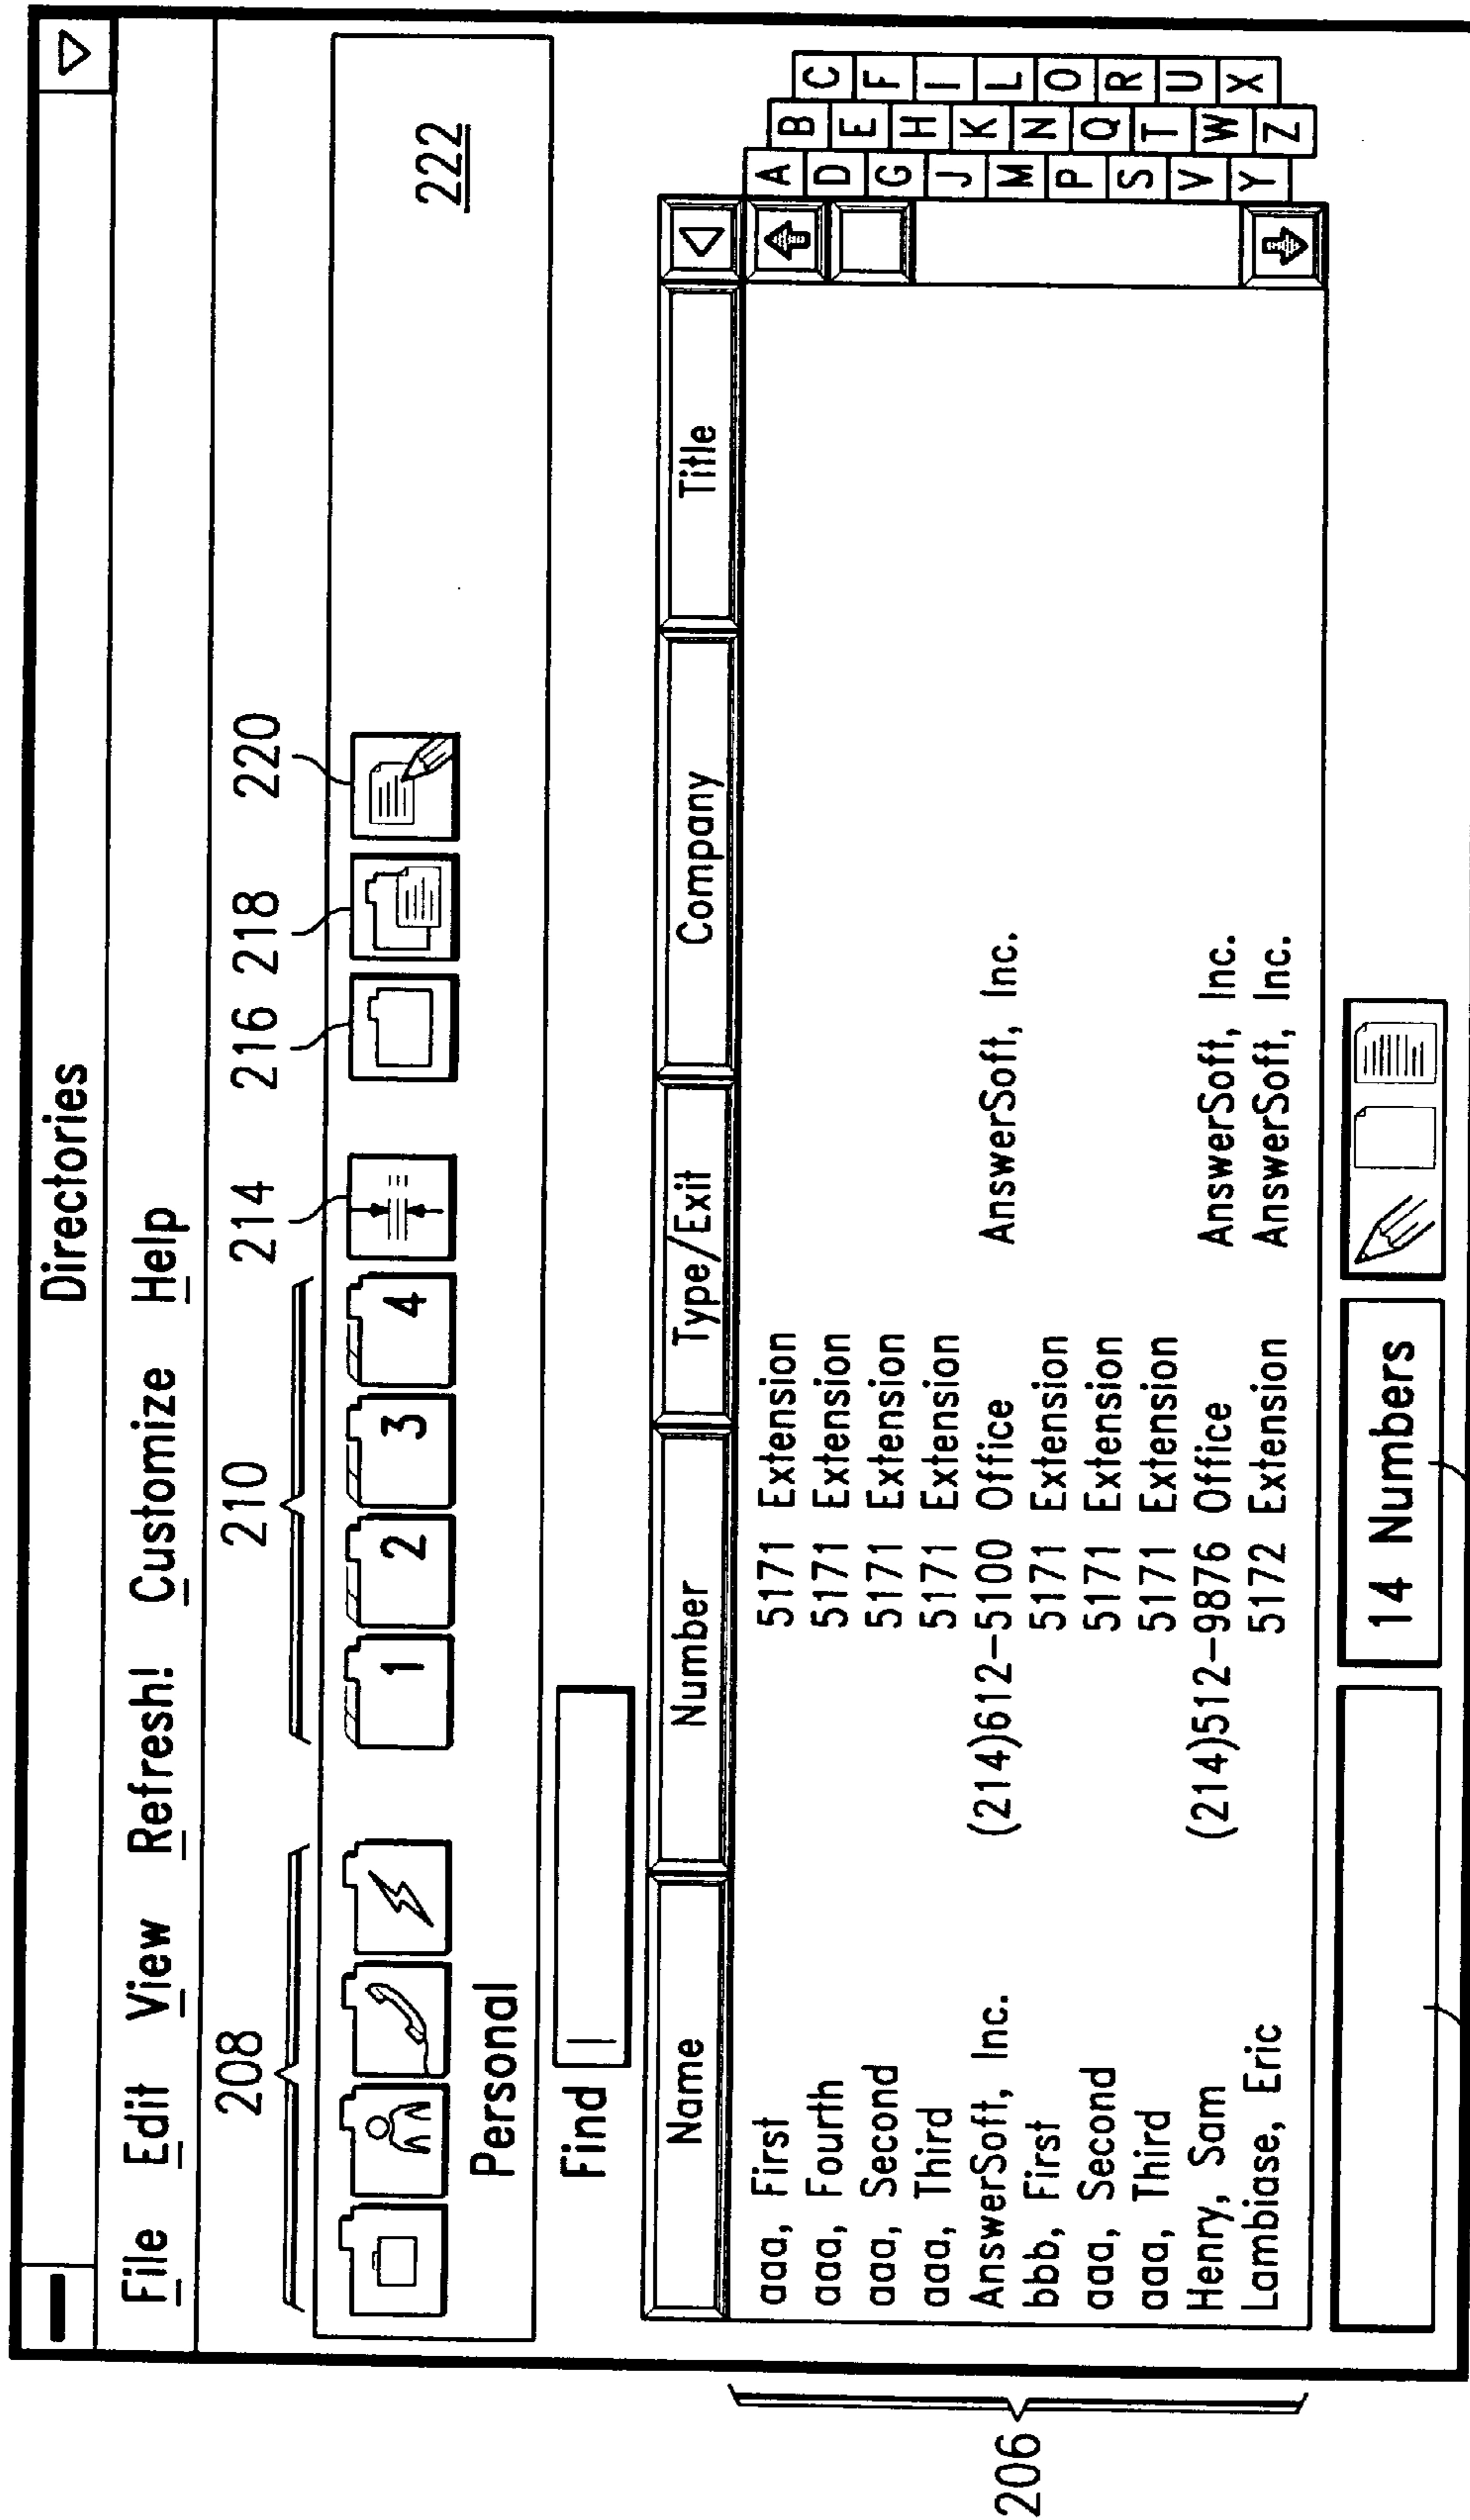 Directories
File Edit View Refresh! Customize Help
208 210 214 216 218 220
1 2 3 4
222
Personal
Find
Name Number Type/Exit Company Title
aaa, First 5171 Extension
aaa, Fourth 5171 Extension
aaa, Second 5171 Extension
aaa, Third 5171 Extension
AnswerSoft, Inc. (214)612-5100 Office AnswerSoft, Inc.
bbb, First 5171 Extension
aaa, Second 5171 Extension
aaa, Third 5171 Extension
Henry, Sam (214)512-9876 Office AnswerSoft, Inc.
Lambiase, Eric 5172 Extension AnswerSoft, Inc.
A B C
D E F
G H I
J K L
M N O
P Q R
S T U
V W X
Y Z
206
14 Numbers